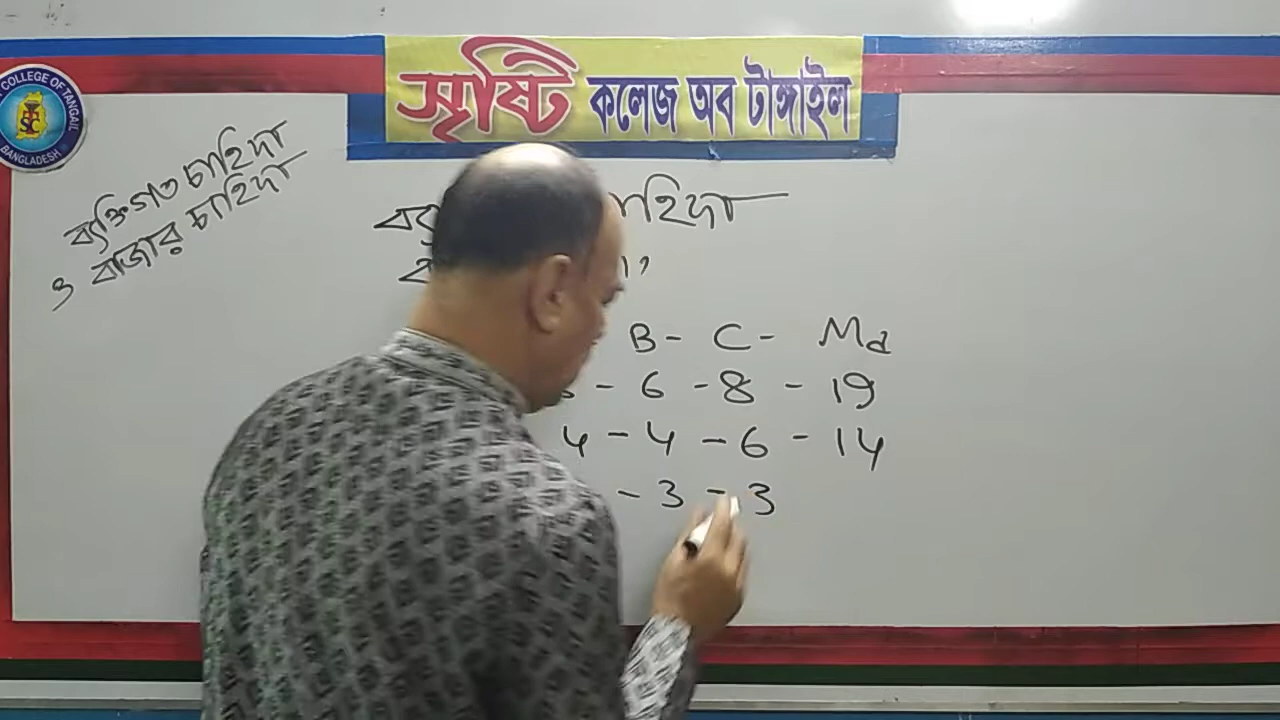 সৃষ্টি কলেজ অব টাঙ্গাইল
COLLEGE OF TANGAIL
SC
BANGLADESH
ব্যক্তিগত চাহিদা
ও বাজার চাহিদা
B - C - Md
- 6 - 8 - 19
4 - 4 - 6 - 14
- 3 - 3